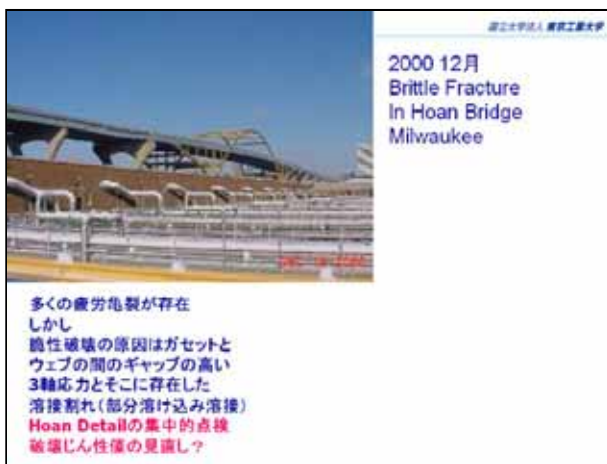 国立大学法人 東京工業大学
2000 12月
Brittle Fracture
In Hoan Bridge
Milwaukee
多くの疲労亀裂が存在
しかし
脆性破壊の原因はガセットと
ウェブの間のギャップの高い
3軸応力とそこに存在した
溶接割れ(部分溶け込み溶接)
Hoan Detailの集中的点検
破壊じん性値の見直し?